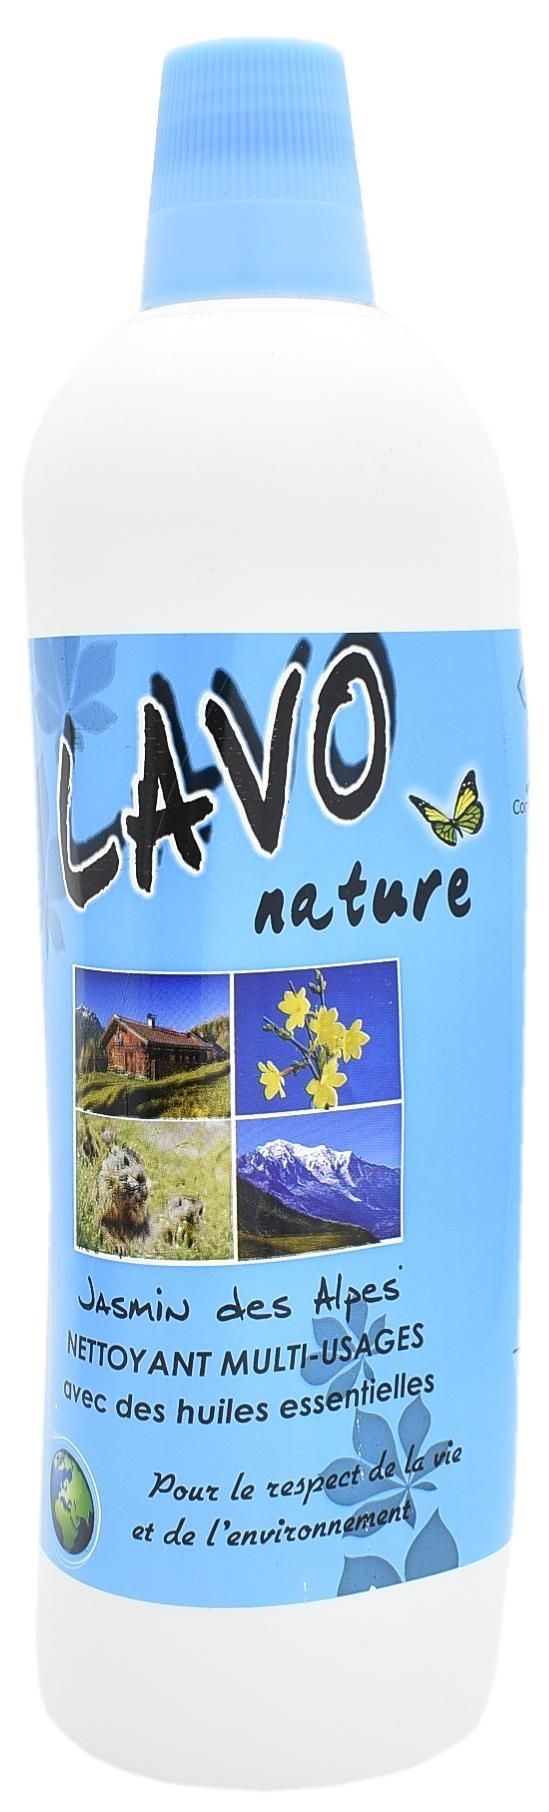 LAVO
nature
Jasmin des Alpes
NETTOYANT MULTI-USAGES
avec des huiles essentielles
Pour le respect de la vie
et de l'environnement